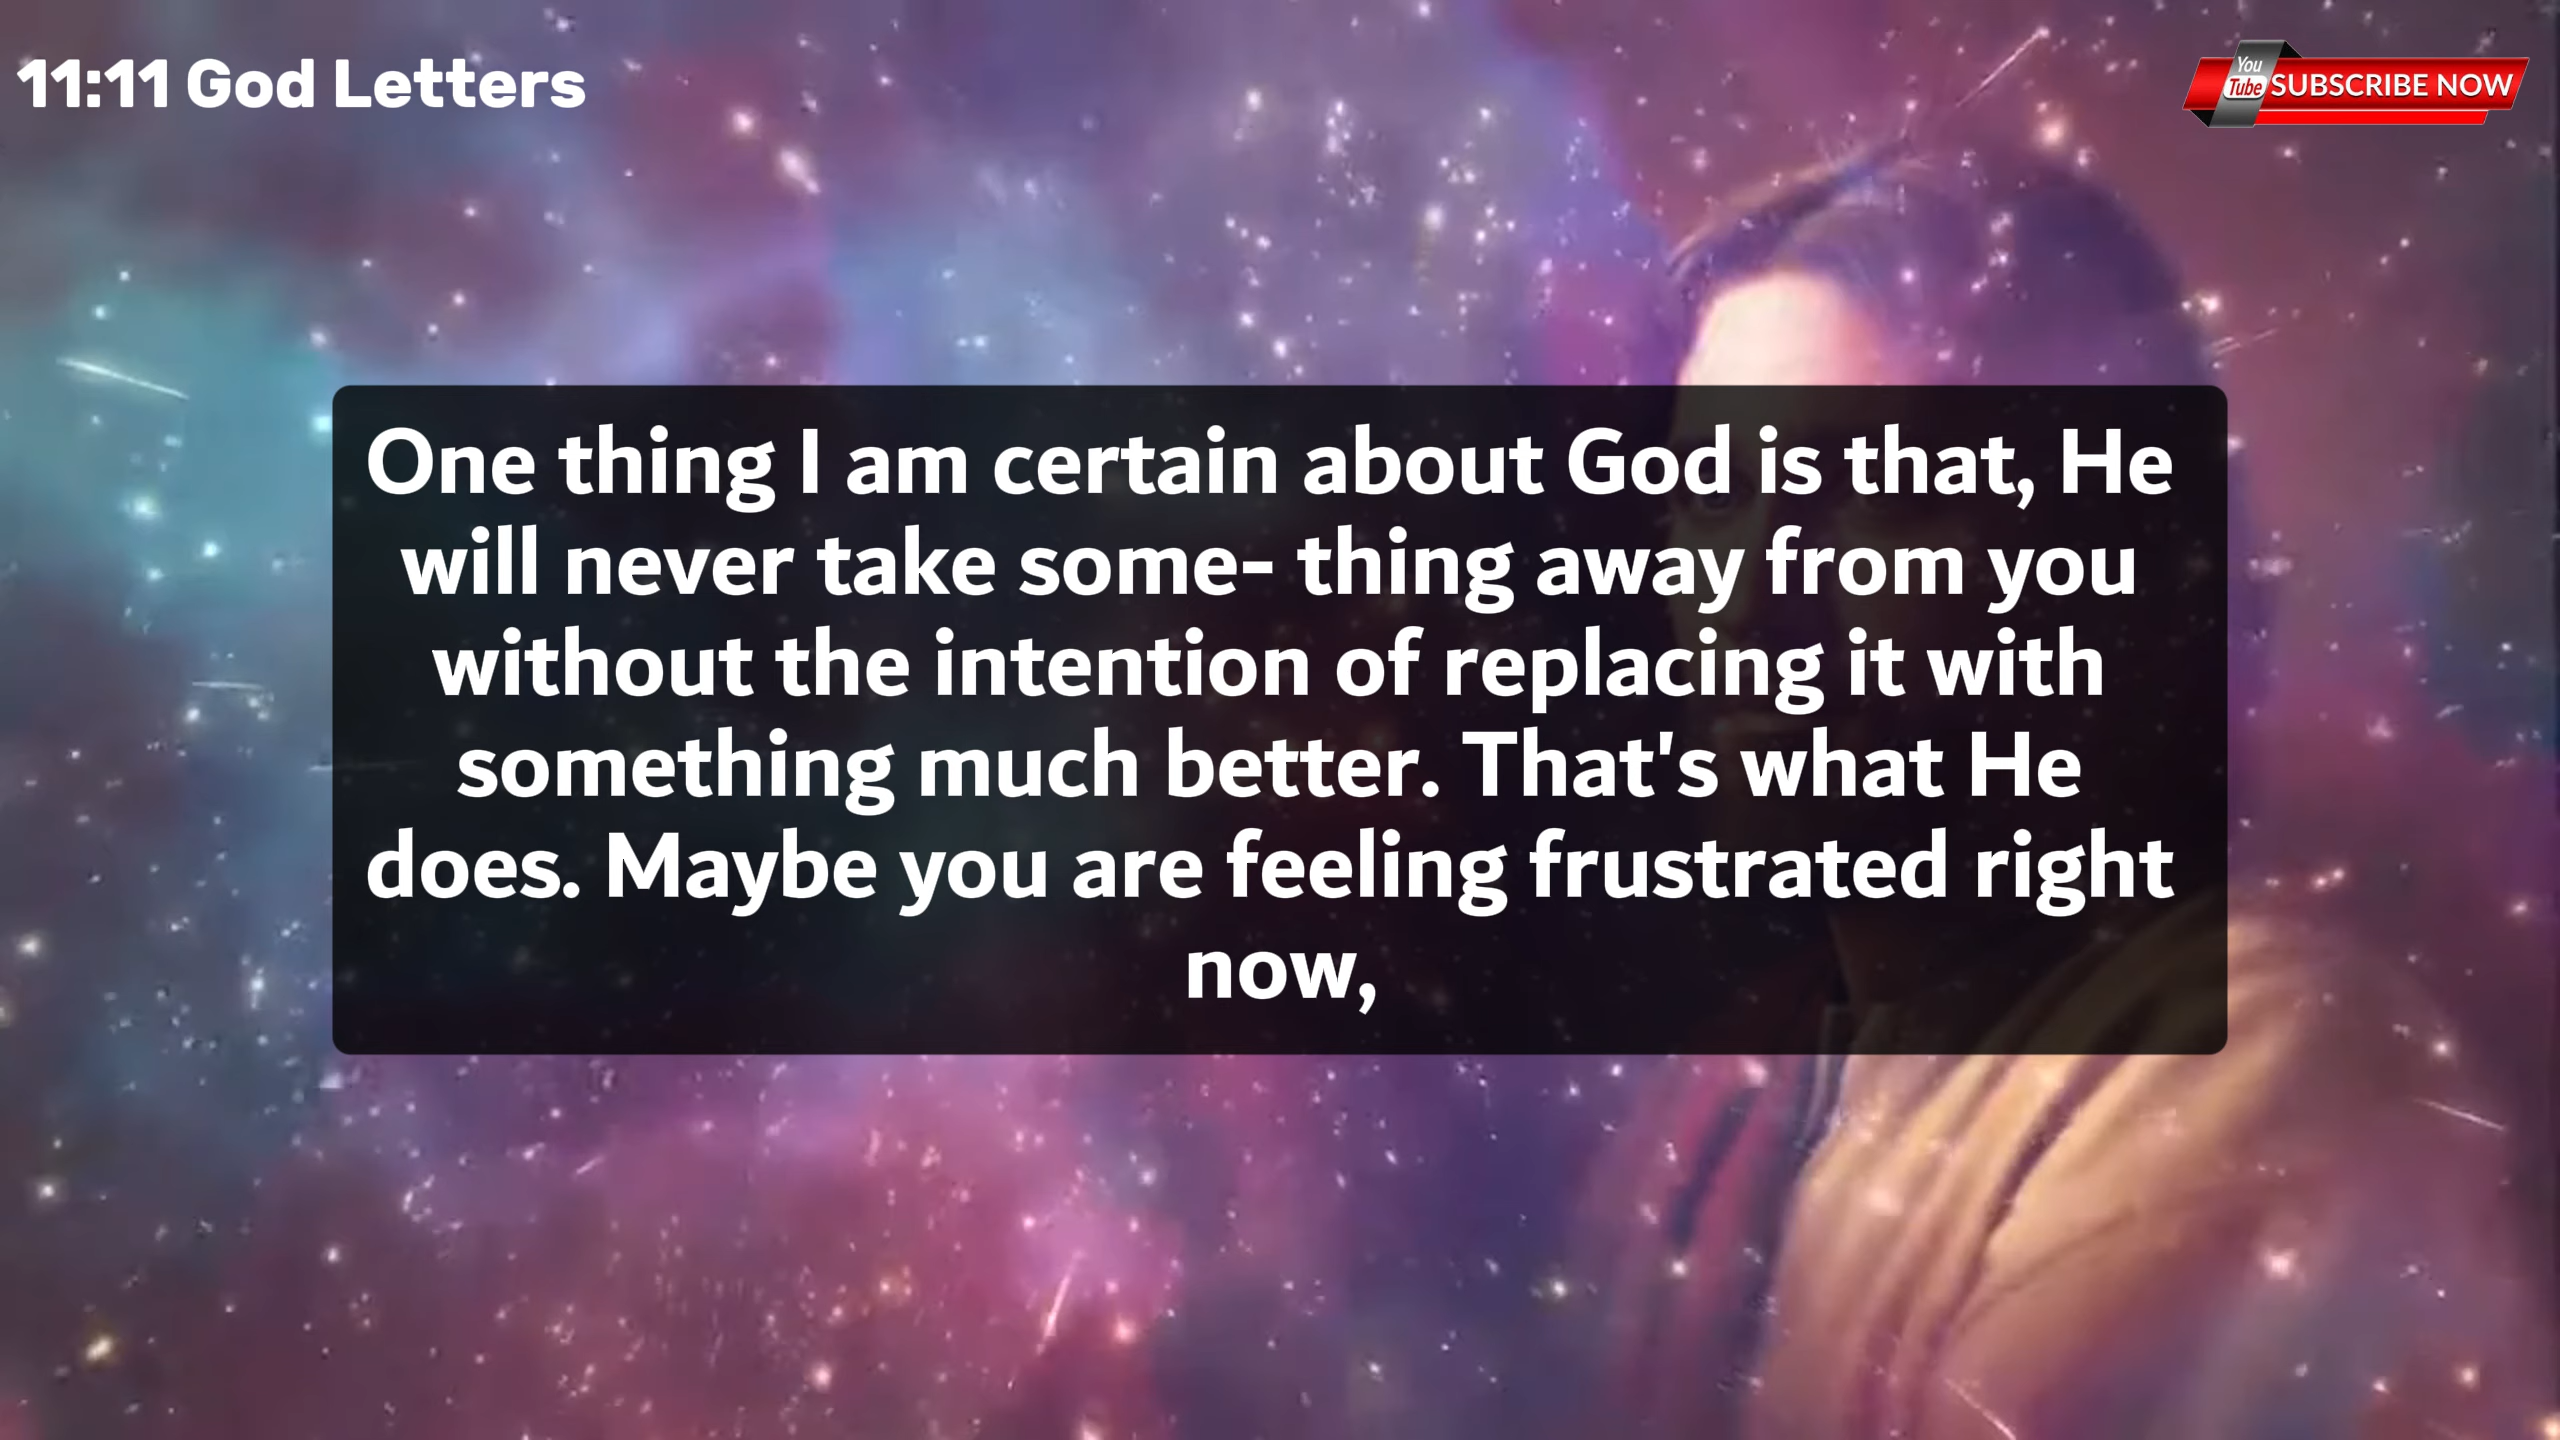 11:11 God Letters
You
Tube
SUBSCRIBE NOW
One thing I am certain about God is that, He
will never take some- thing away from you
without the intention of replacing it with
something much better. That's what He
does. Maybe you are feeling frustrated right
now,